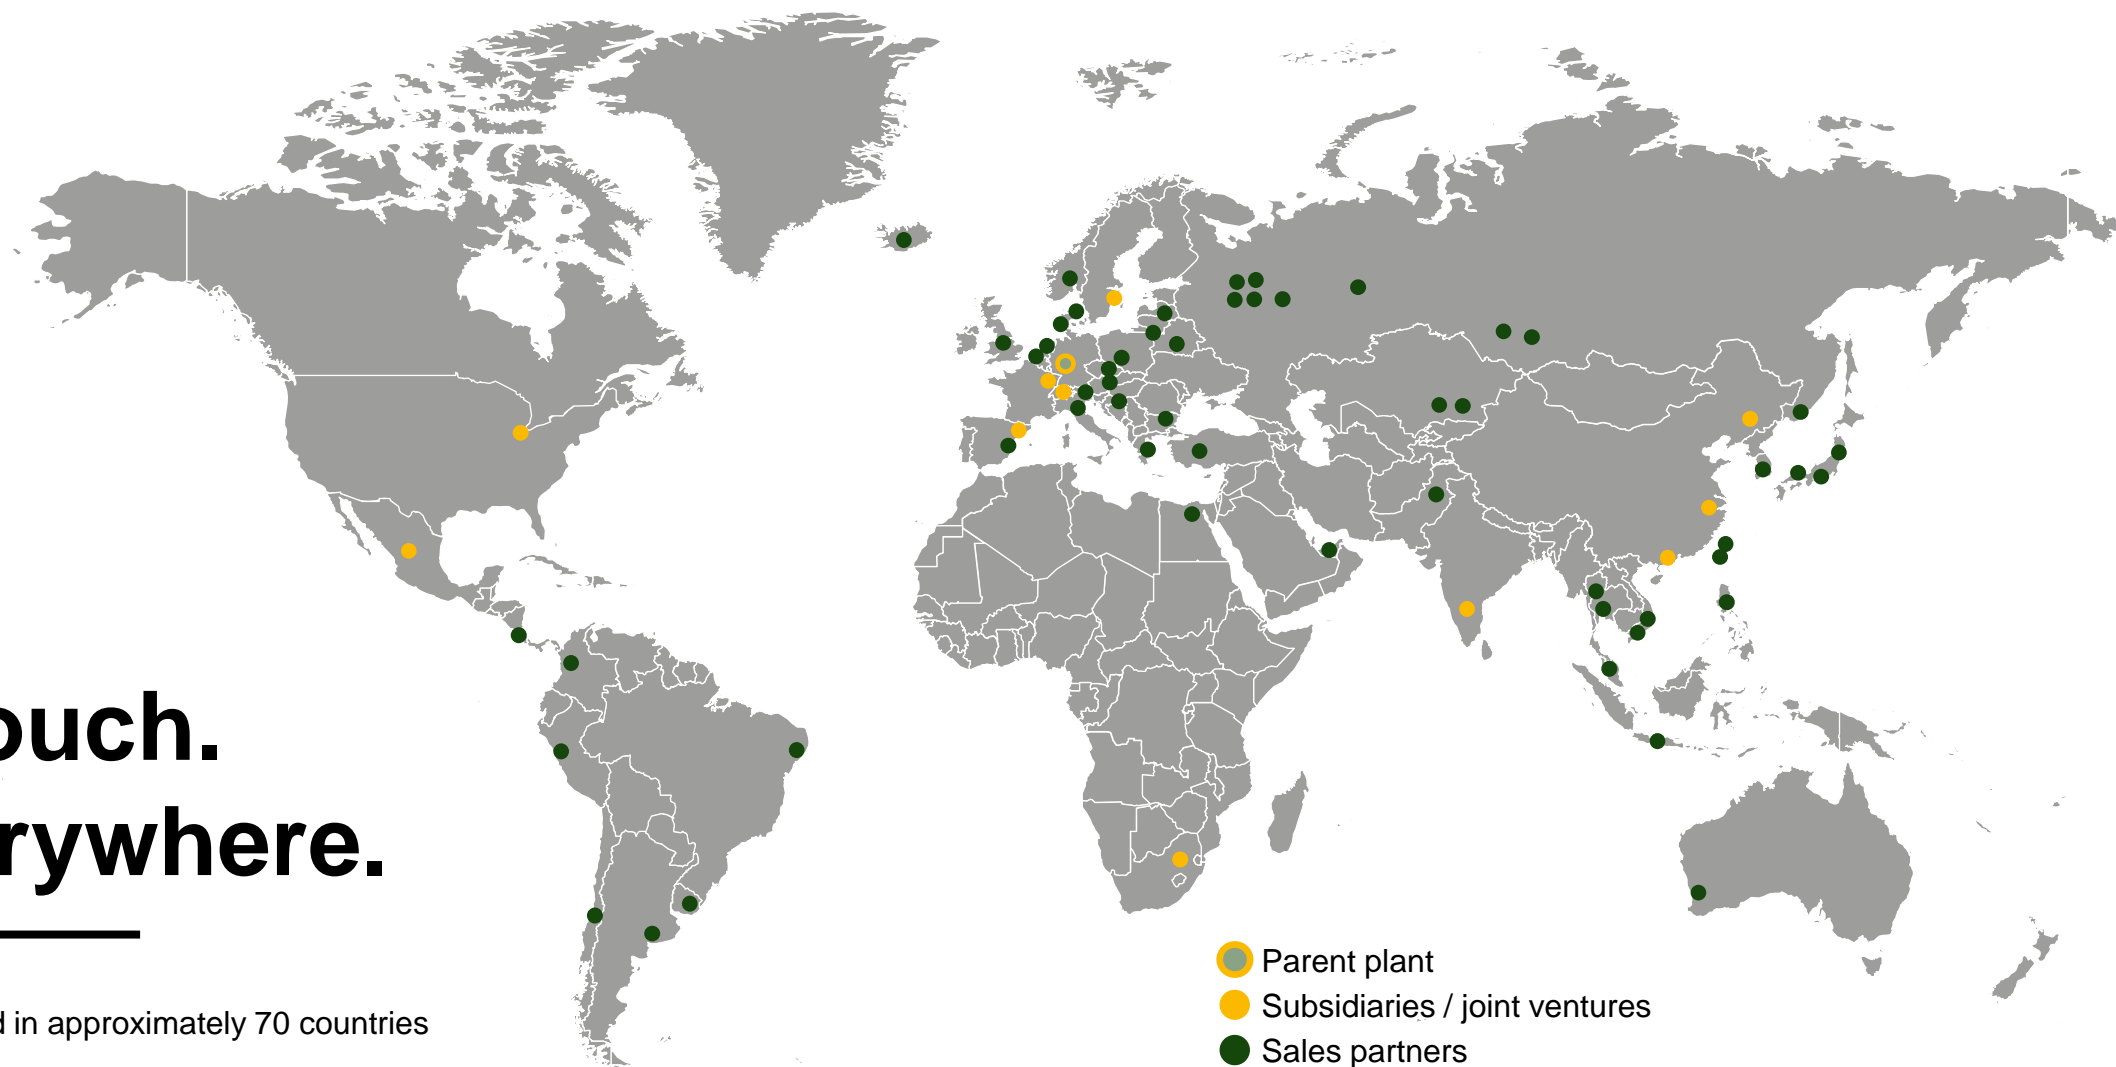 ouch.
rywhere.
d in approximately 70 countries
Parent plant
Subsidiaries / joint ventures
Sales partners